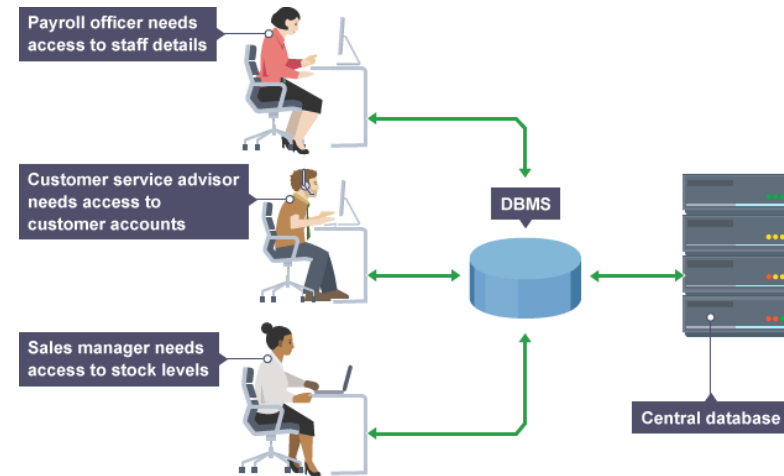 Payroll officer needs
access to staff details
Customer service advisor
needs access to
customer accounts
DBMS
Sales manager needs
access to stock levels
Central database